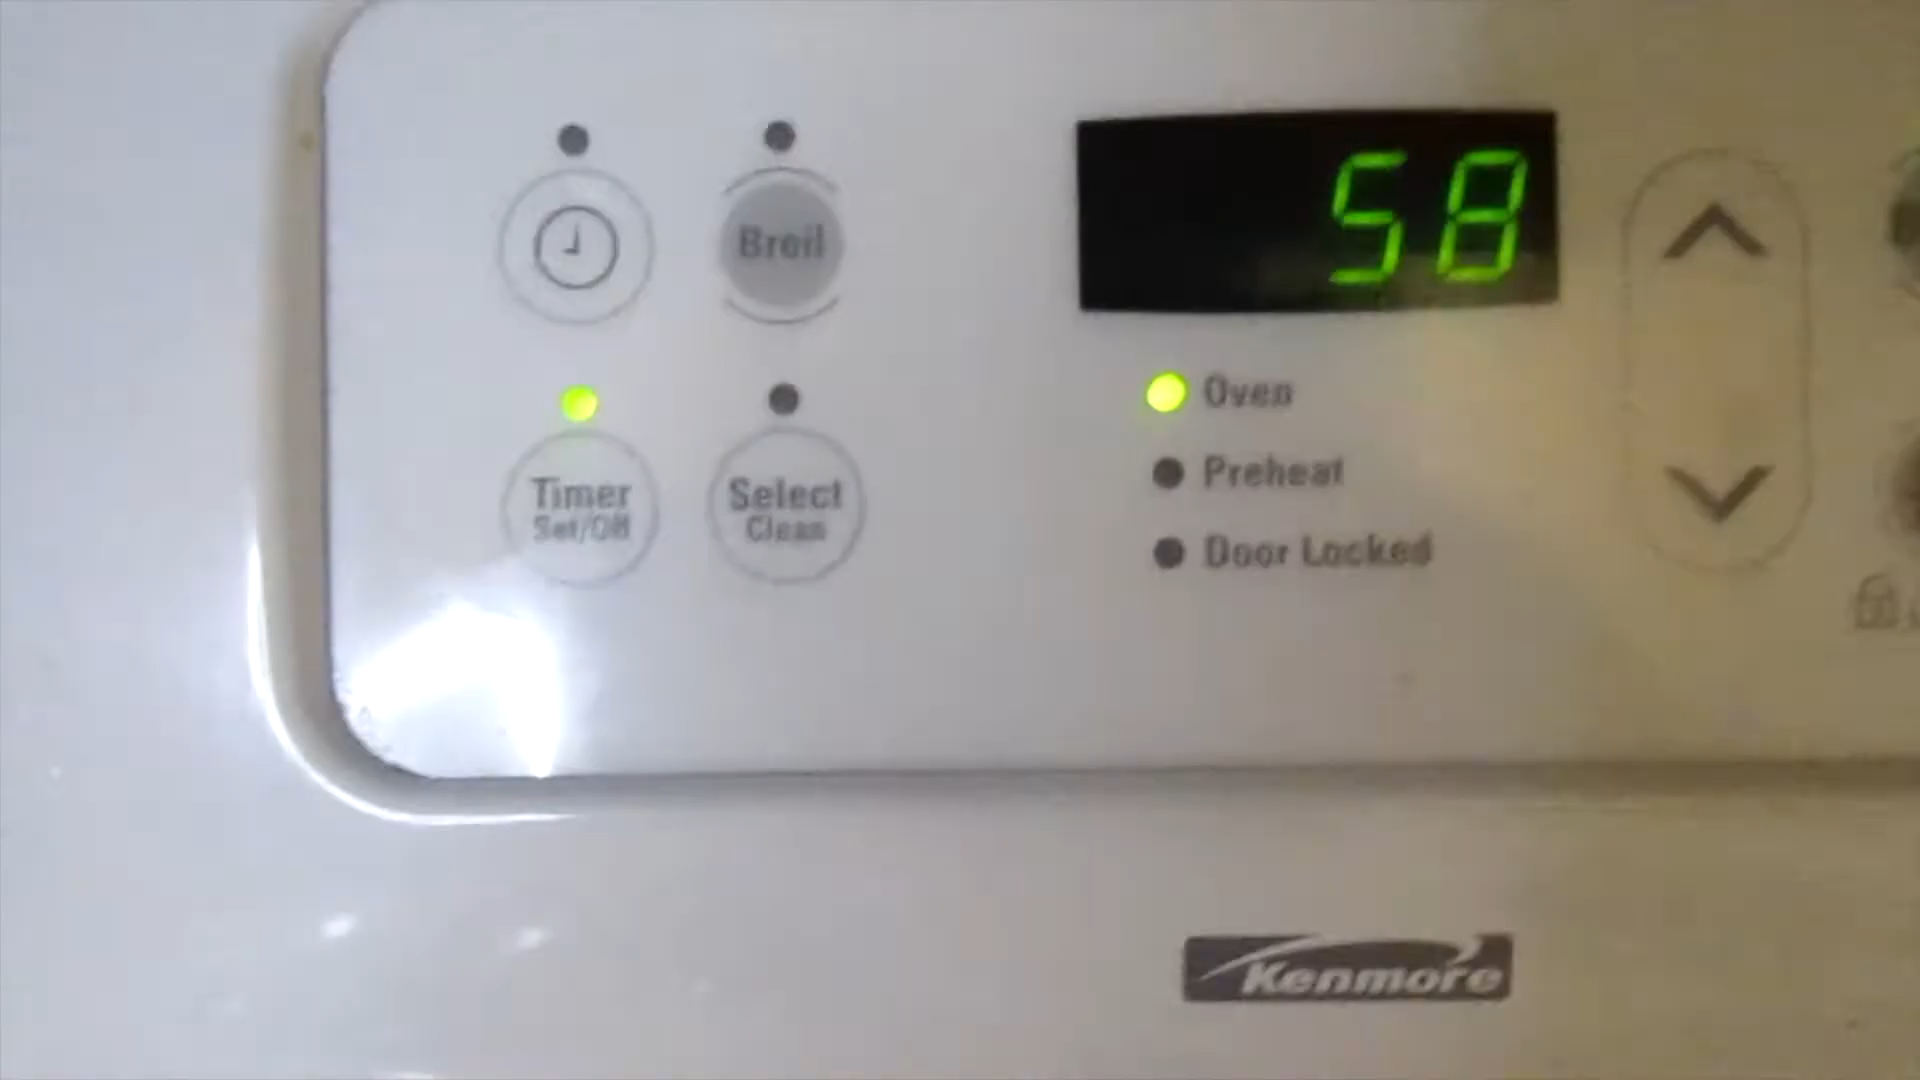 Broil
58
Oven
Timer
Set/Off
Select
Clean
Preheat
Door Locked
Kenmore